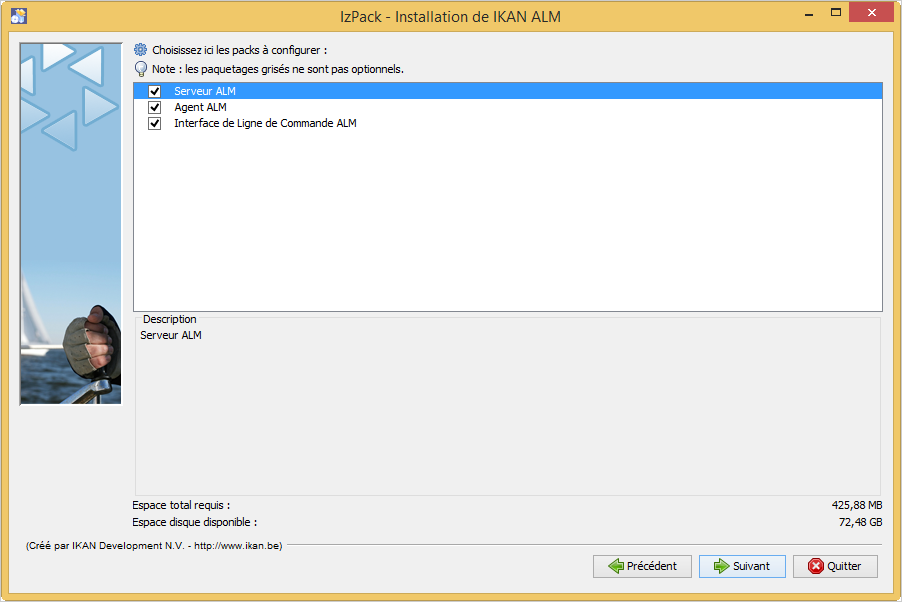 IzPack - Installation de IKAN ALM
Choisissez ici les packs à configurer :
Note : les paquetages grisés ne sont pas optionnels.
Serveur ALM
Agent ALM
Interface de Ligne de Commande ALM
Description
Serveur ALM
Espace total requis : 425,88 MB
Espace disque disponible : 72,48 GB
(Créé par IKAN Development N.V. - http://www.ikan.be)
Précédent Suivant Quitter